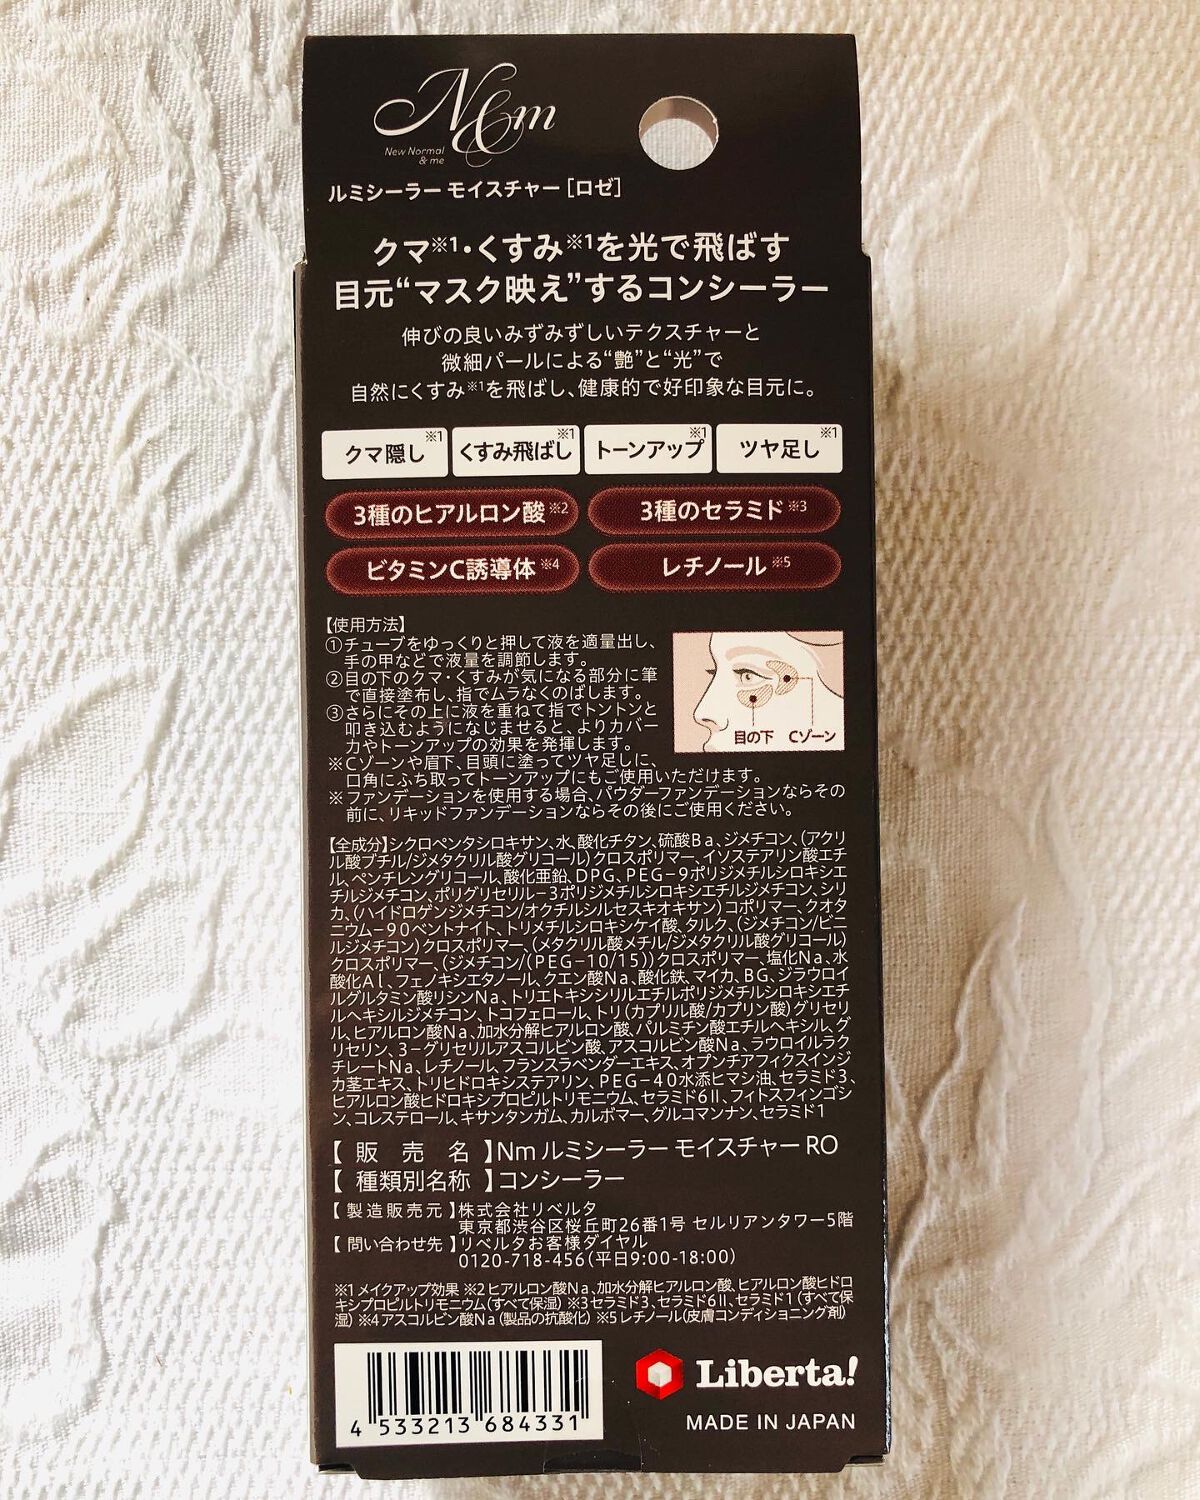 Nm
New Normal
& me
ルミシーラー モイスチャー［ロゼ］
クマ※1・くすみ※1を光で飛ばす
目元“マスク映え”するコンシーラー
伸びの良いみずみずしいテクスチャーと
微細パールによる“艶”と“光”で
自然にくすみ※1を飛ばし、健康的で好印象な目元に。
クマ隠し※1 くすみ飛ばし※1 トーンアップ※1 ツヤ足し※1
3種のヒアルロン酸※2 3種のセラミド※3
ビタミンC誘導体※4 レチノール※5
【使用方法】
①チューブをゆっくりと押して液を適量出し、
手の甲などで液量を調節します。
②目の下のクマ・くすみが気になる部分に筆
で直接塗布し、指でムラなくのばします。
③さらにその上に液を重ねて指でトントンと
叩き込むようになじませると、よりカバー
力やトーンアップの効果を発揮します。
※Cゾーンや眉下、目頭に塗ってツヤ足しに、
口角にふち取ってトーンアップにもご使用いただけます。
※ファンデーションを使用する場合、パウダーファンデーションならその
前に、リキッドファンデーションならその後にご使用ください。
目の下 Cゾーン
【全成分】シクロペンタシロキサン、水、酸化チタン、硫酸Ba、ジメチコン、（アクリ
ル酸ブチル/ジメタクリル酸グリコール）クロスポリマー、イソステアリン酸エチ
ル、ペンチレングリコール、酸化亜鉛、DPG、PEG－9ポリジメチルシロキシエ
チルジメチコン、ポリグリセリル－3ポリジメチルシロキシエチルジメチコン、シリ
カ、（ハイドロゲンジメチコン/オクチルシルセスキオキサン）コポリマー、クオタ
ニウム－90ベントナイト、トリメチルシロキシケイ酸、タルク、（ジメチコン/ビニ
ルジメチコン）クロスポリマー、（メタクリル酸メチル/ジメタクリル酸グリコール）
クロスポリマー、（ジメチコン/（PEG－10/15））クロスポリマー、塩化Na、水
酸化Al、フェノキシエタノール、クエン酸Na、酸化鉄、マイカ、BG、ジラウロイ
ルグルタミン酸リシンNa、トリエトキシシリルエチルポリジメチルシロキシエチ
ルヘキシルジメチコン、トコフェロール、トリ（カプリル酸/カプリン酸）グリセリ
ル、ヒアルロン酸Na、加水分解ヒアルロン酸、パルミチン酸エチルヘキシル、グ
リセリン、3－グリセリルアスコルビン酸、アスコルビン酸Na、ラウロイルラク
チレートNa、レチノール、フランスラベンダーエキス、オプンチアフィクスインジ
カ茎エキス、トリヒドロキシステアリン、PEG－40水添ヒマシ油、セラミド3、
ヒアルロン酸ヒドロキシプロピルトリモニウム、セラミド6Ⅱ、フィトスフィンゴシ
ン、コレステロール、キサンタンガム、カルボマー、グルコマンナン、セラミド1
【販売名】Nm ルミシーラー モイスチャー RO
【種類別名称】コンシーラー
【製造販売元】株式会社リベルタ
東京都渋谷区桜丘町26番1号 セルリアンタワー5階
【問い合わせ先】リベルタお客様ダイヤル
0120-718-456（平日9:00-18:00）
※1 メイクアップ効果 ※2 ヒアルロン酸Na、加水分解ヒアルロン酸、ヒアルロン酸ヒドロ
キシプロピルトリモニウム（すべて保湿） ※3セラミド3、セラミド6Ⅱ、セラミド1（すべて保
湿） ※4アスコルビン酸Na（製品の抗酸化） ※5レチノール（皮膚コンディショニング剤）
4 533213 684331
Liberta!
MADE IN JAPAN